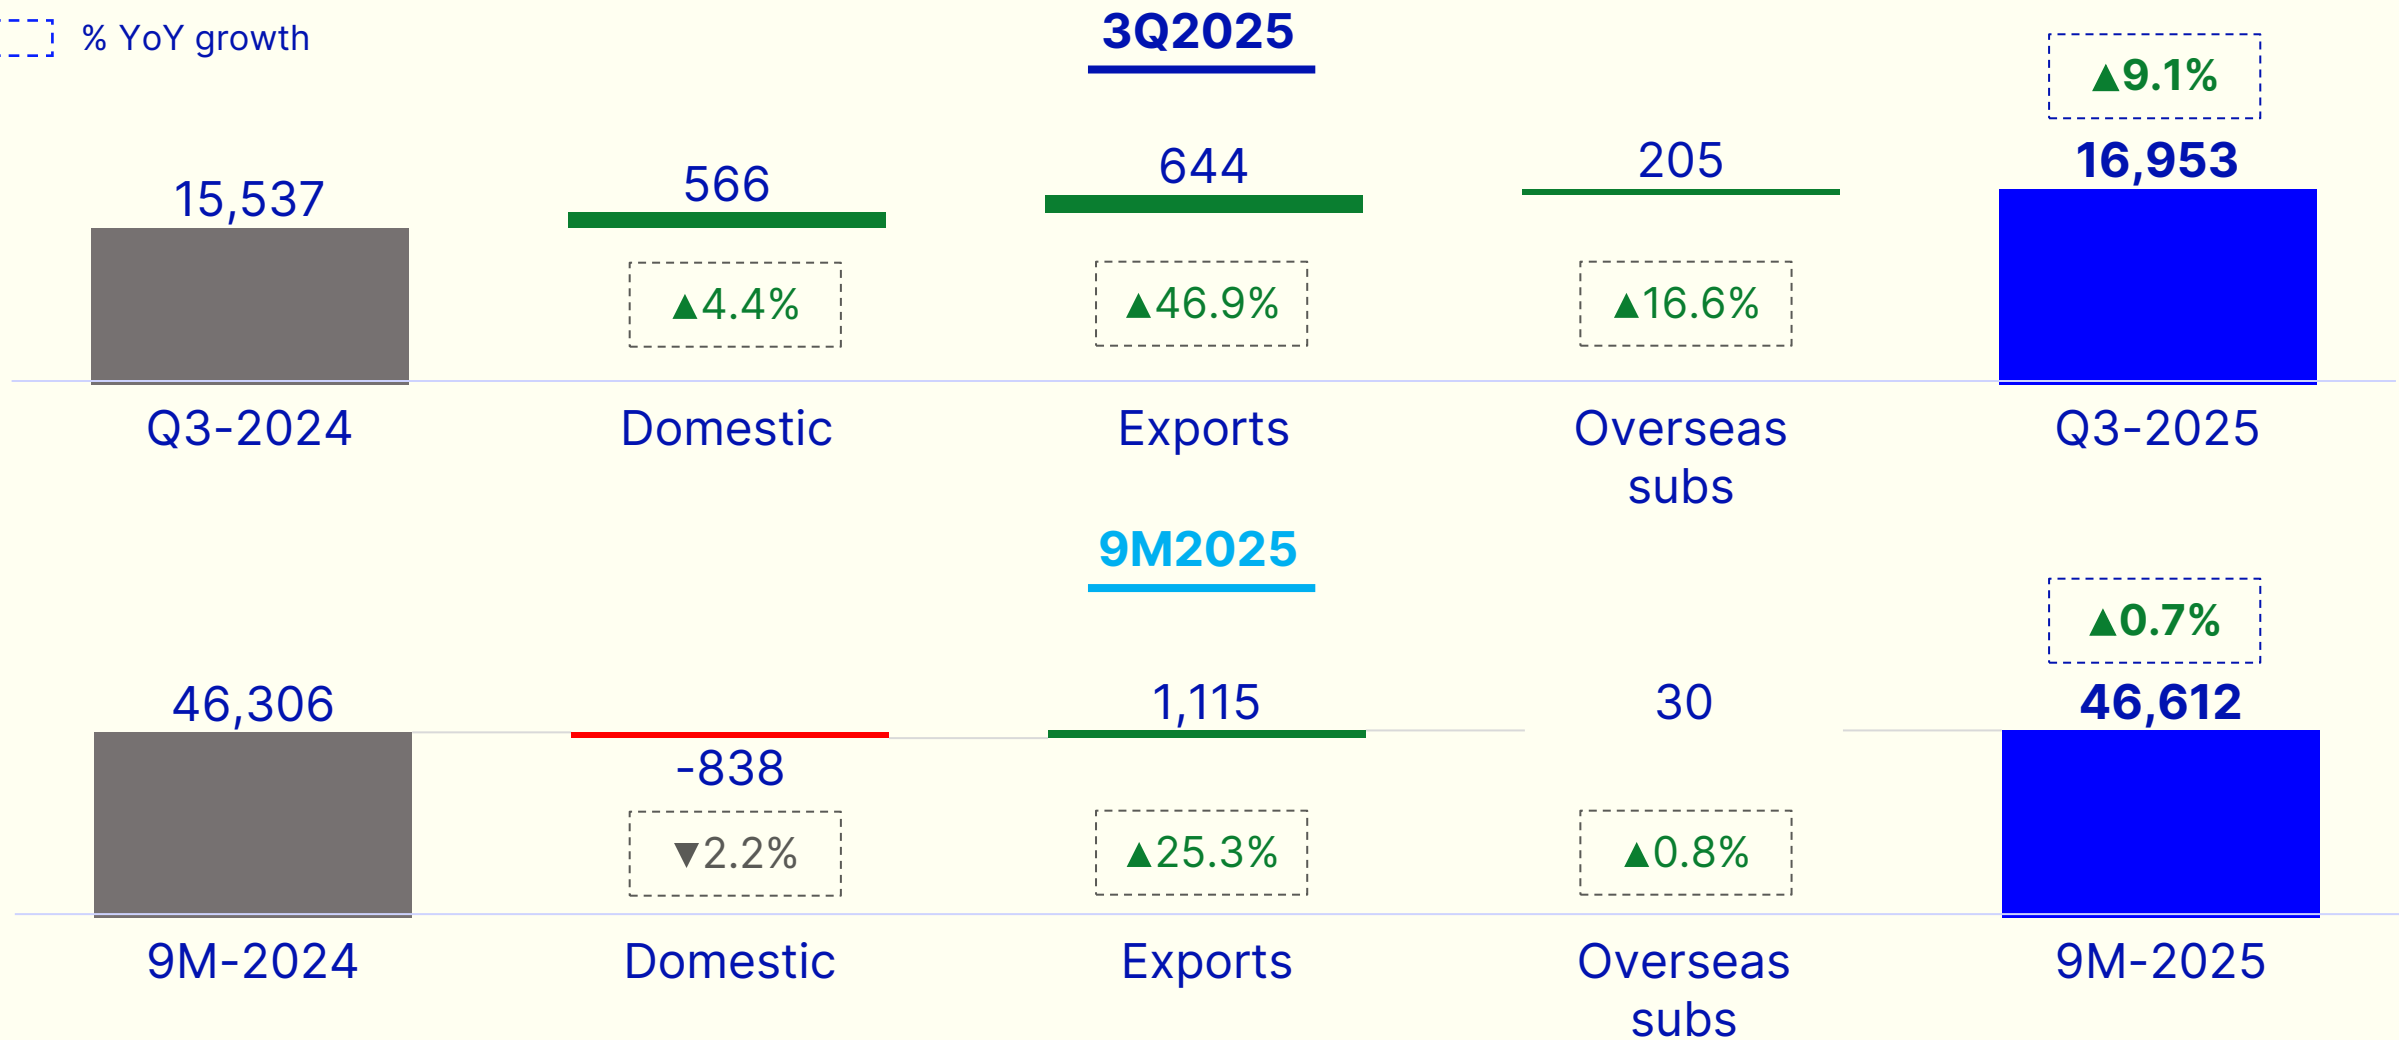 % YoY growth
3Q2025
▲9.1%
15,537
566
644
205
16,953
▲4.4%
▲46.9%
▲16.6%
Q3-2024
Domestic
Exports
Overseas
subs
Q3-2025
9M2025
▲0.7%
46,306
-838
1,115
30
46,612
▼2.2%
▲25.3%
▲0.8%
9M-2024
Domestic
Exports
Overseas
subs
9M-2025